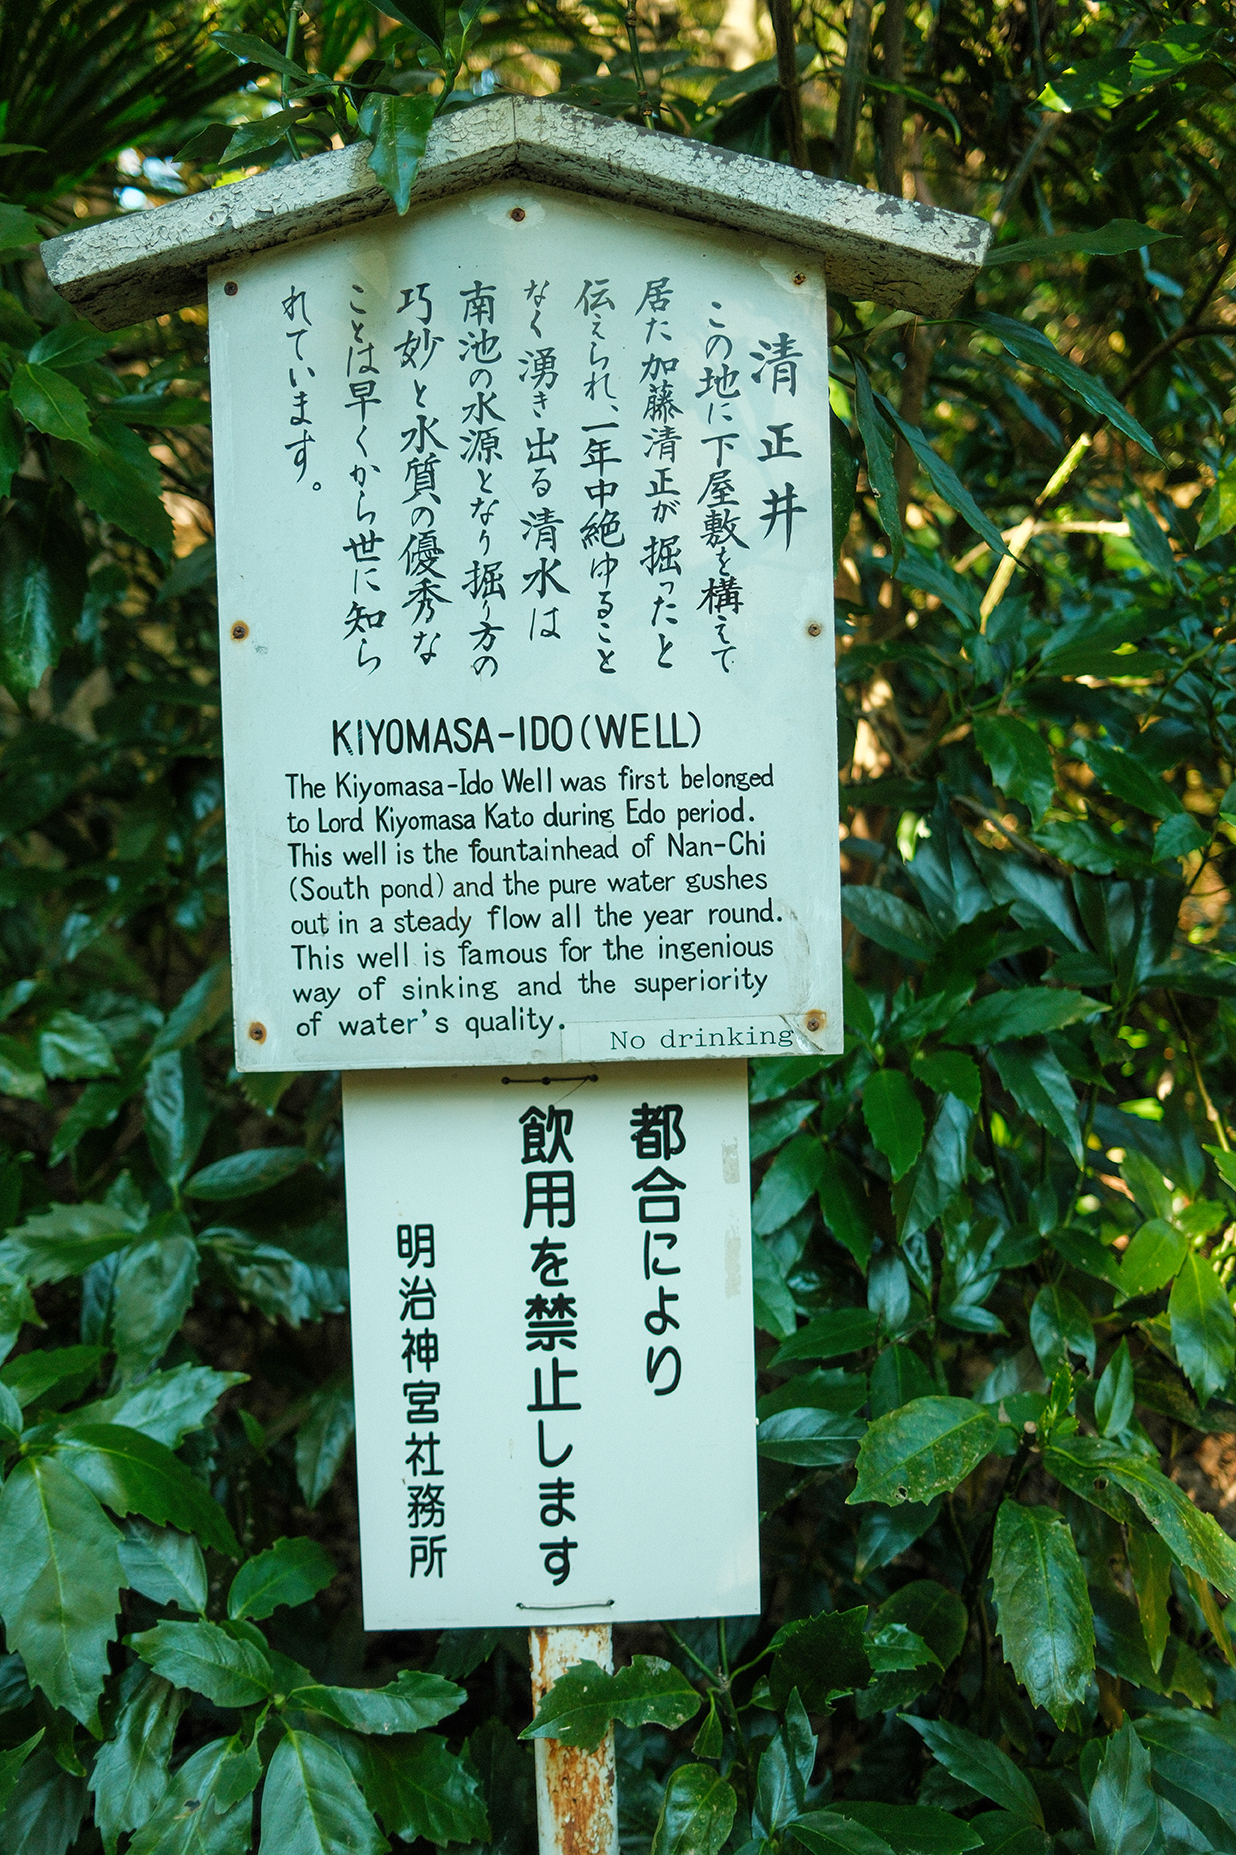 清正井
この地に下屋敷を構えて
居た加藤清正が掘ったと
伝えられ、一年中絶ゆること
なく湧き出る清水は
南池の水源となり掘り方の
巧妙と水質の優秀な
ことは早くから世に知ら
れています。
KIYOMASA-IDO(WELL)
The Kiyomasa-Ido Well was first belonged
to Lord Kiyomasa Kato during Edo period.
This well is the fountainhead of Nan-Chi
(South pond) and the pure water gushes
out in a steady flow all the year round.
This well is famous for the ingenious
way of sinking and the superiority
of water's quality.
No drinking
都合により
飲用を禁止します
明治神宮社務所